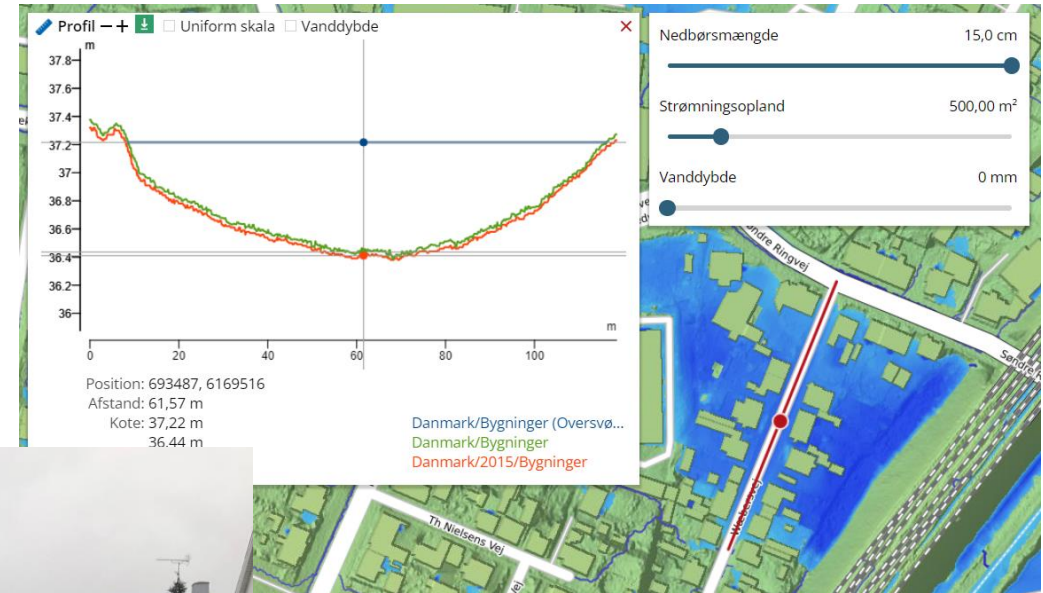 Profil
Uniform skala
Vanddybde
m
37.8
37.6
37.4
37.2
37
36.8
36.6
36.4
36.2
36
m
0 20 40 60 80 100
Position: 693487, 6169516
Afstand: 61,57 m
Kote: 37,22 m
36,44 m
Danmark/Bygninger (Oversvø...
Danmark/Bygninger
Danmark/2015/Bygninger
Nedbørsmængde 15,0 cm
Strømningsopland 500,00 m²
Vanddybde 0 mm
Søndre Ringvej
Søndre R
Wæbersvej
Th Nielsens Vej
vej